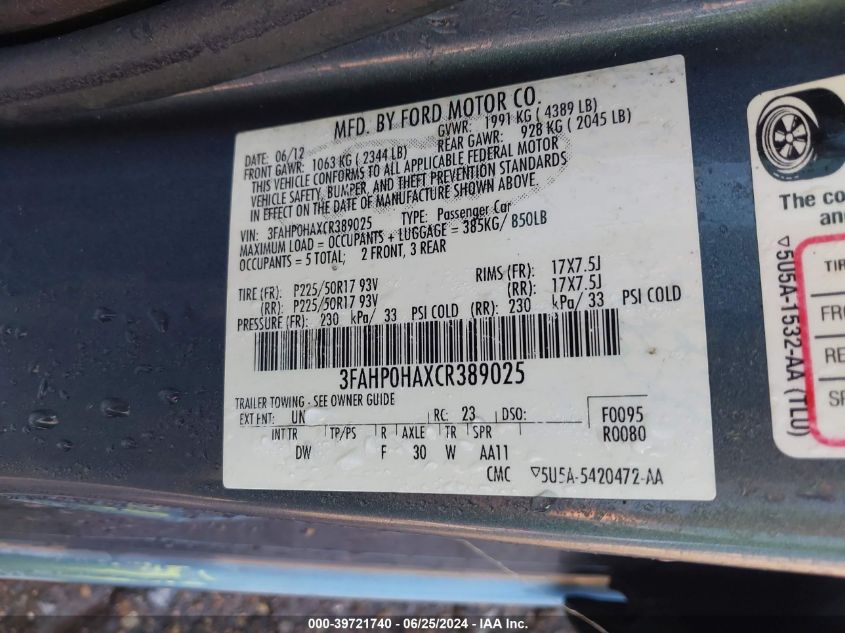 MFD. BY FORD MOTOR CO.
DATE: 06/12 GVWR: 1991 KG ( 4389 LB)
FRONT GAWR: 1063 KG ( 2344 LB) REAR GAWR: 928 KG ( 2045 LB)
THIS VEHICLE CONFORMS TO ALL APPLICABLE FEDERAL MOTOR
VEHICLE SAFETY, BUMPER, AND THEFT PREVENTION STANDARDS
IN EFFECT ON THE DATE OF MANUFACTURE SHOWN ABOVE.
VIN: 3FAHP0HAXCR389025 TYPE: Passenger Car
MAXIMUM LOAD = OCCUPANTS + LUGGAGE = 385KG/ 850LB
OCCUPANTS = 5 TOTAL; 2 FRONT, 3 REAR
TIRE (FR): P225/50R17 93V RIMS (FR): 17X7.5J
(RR): P225/50R17 93V (RR): 17X7.5J
PRESSURE (FR): 230 kPa/ 33 PSI COLD (RR): 230 kPa/ 33 PSI COLD
3FAHP0HAXCR389025
TRAILER TOWING - SEE OWNER GUIDE
EXT PNT: UN RC: 23 DSO: F0095
INT TR TP/PS R AXLE TR SPR R0080
DW F 30 W AA11
CMC ▽5U5A-5420472-AA
▽5U5A-1532-AA (TLU)
The co
an
TIR
FRO
RE
SP
000-39721740 - 06/25/2024 - IAAI.COM.